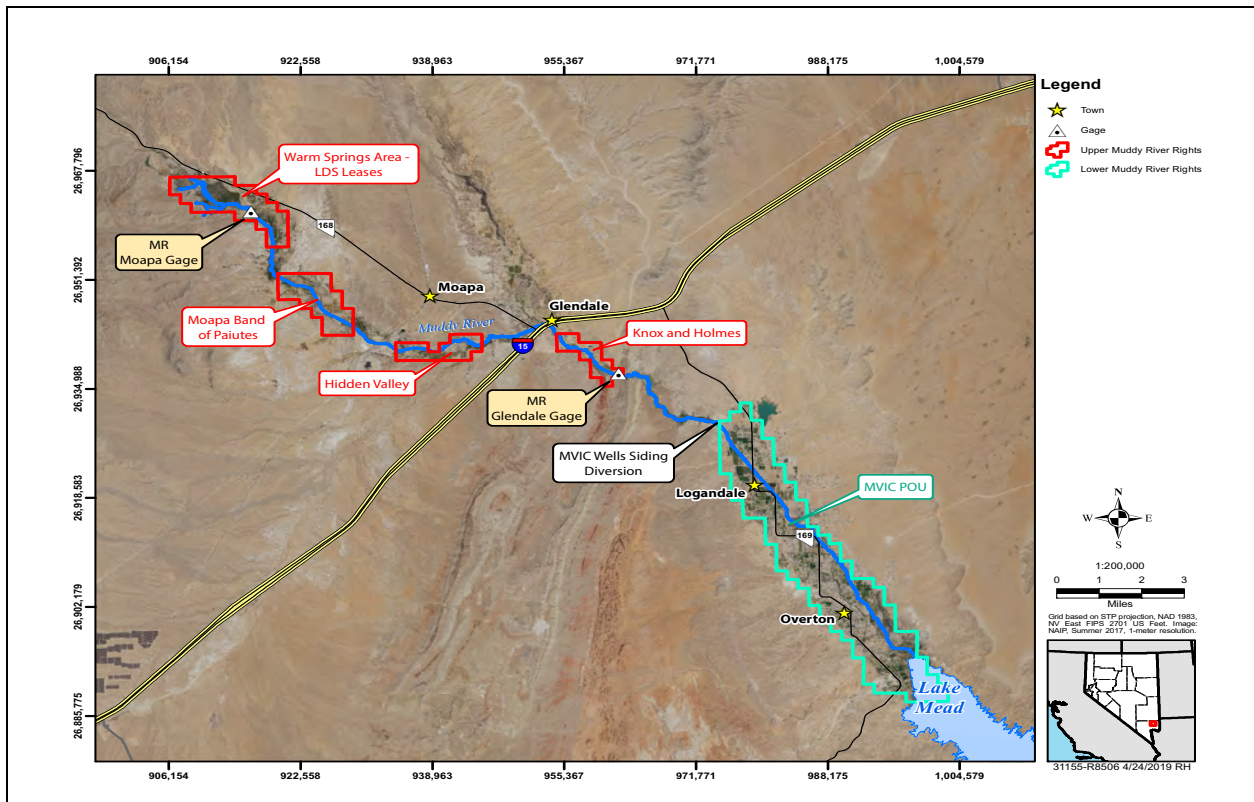 906,154 922,558 938,963 955,367 971,771 988,175 1,004,579
26,967,796
26,951,392
26,934,988
26,918,583
26,902,179
26,885,775
Warm Springs Area -
LDS Leases
168
MR
Moapa Gage
Moapa
Glendale
Moapa Band
of Paiutes
Muddy River
15
Knox and Holmes
Hidden Valley
MR
Glendale Gage
MVIC Wells Siding
Diversion
Logandale
MVIC POU
169
Overton
Lake
Mead
906,154 922,558 938,963 955,367 971,771 988,175 1,004,579
Legend
Town
Gage
Upper Muddy River Rights
Lower Muddy River Rights
N
W E
S
1:200,000
0 1 2 3
Miles
Grid based on STP projection, NAD 1983,
NV East FIPS 2701 US Feet. Image:
NAIP, Summer 2017, 1-meter resolution.
31155-R8506 4/24/2019 RH